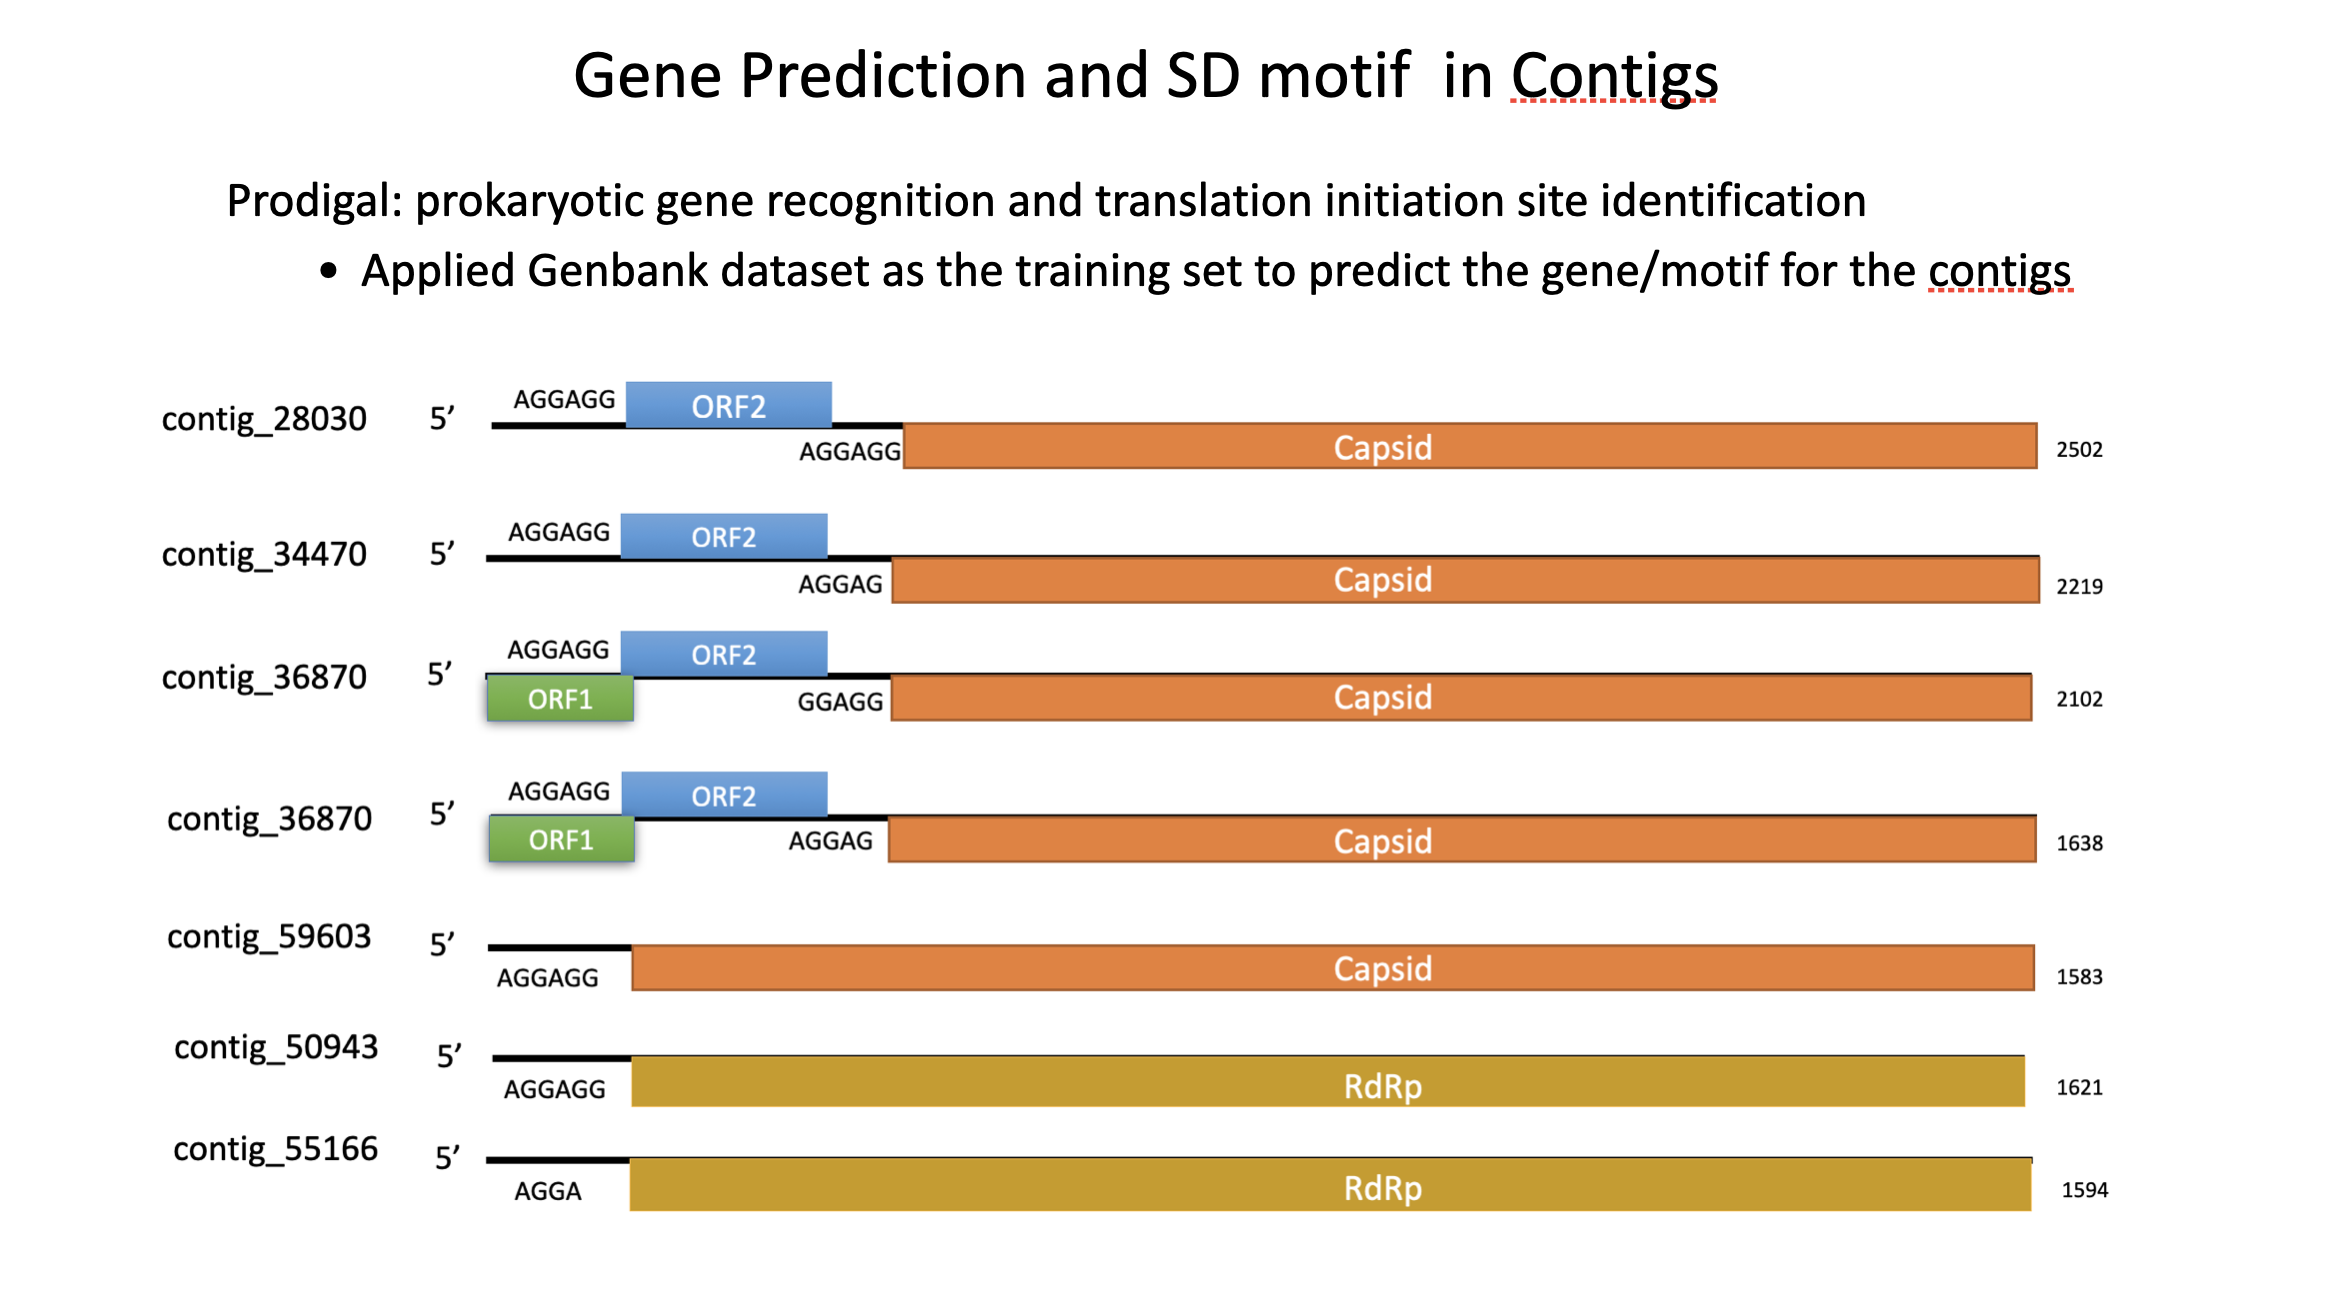 Gene Prediction and SD motif in Contigs
Prodigal: prokaryotic gene recognition and translation initiation site identification
• Applied Genbank dataset as the training set to predict the gene/motif for the contigs
contig_28030 5’ AGGAGG ORF2
AGGAGG Capsid 2502
contig_34470 5’ AGGAGG ORF2
AGGAG Capsid 2219
contig_36870 5’ AGGAGG ORF2
ORF1 GGAGG Capsid 2102
contig_36870 5’ AGGAGG ORF2
ORF1 AGGAG Capsid 1638
contig_59603 5’
AGGAGG Capsid 1583
contig_50943 5’
AGGAGG RdRp 1621
contig_55166 5’
AGGA RdRp 1594